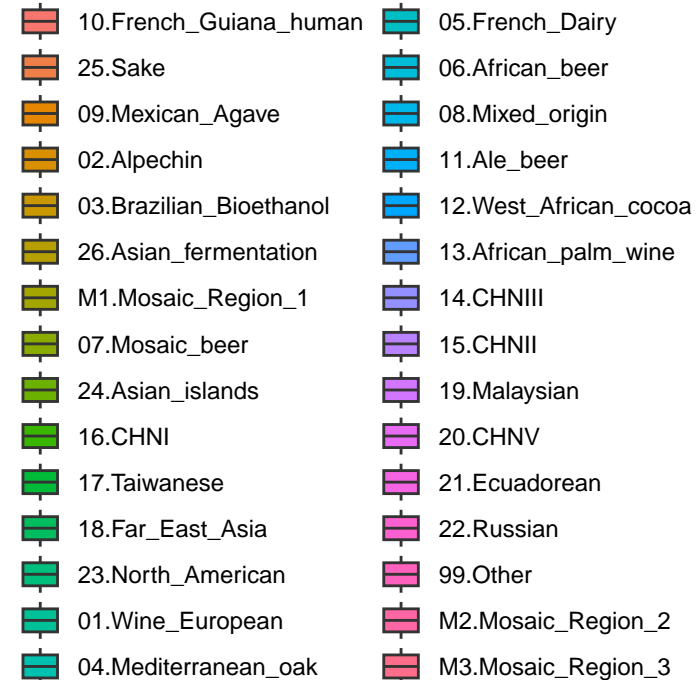 10.French_Guiana_human
25.Sake
09.Mexican_Agave
02.Alpechin
03.Brazilian_Bioethanol
26.Asian_fermentation
M1.Mosaic_Region_1
07.Mosaic_beer
24.Asian_islands
16.CHNI
17.Taiwanese
18.Far_East_Asia
23.North_American
01.Wine_European
04.Mediterranean_oak
05.French_Dairy
06.African_beer
08.Mixed_origin
11.Ale_beer
12.West_African_cocoa
13.African_palm_wine
14.CHNIII
15.CHNII
19.Malaysian
20.CHNV
21.Ecuadorean
22.Russian
99.Other
M2.Mosaic_Region_2
M3.Mosaic_Region_3